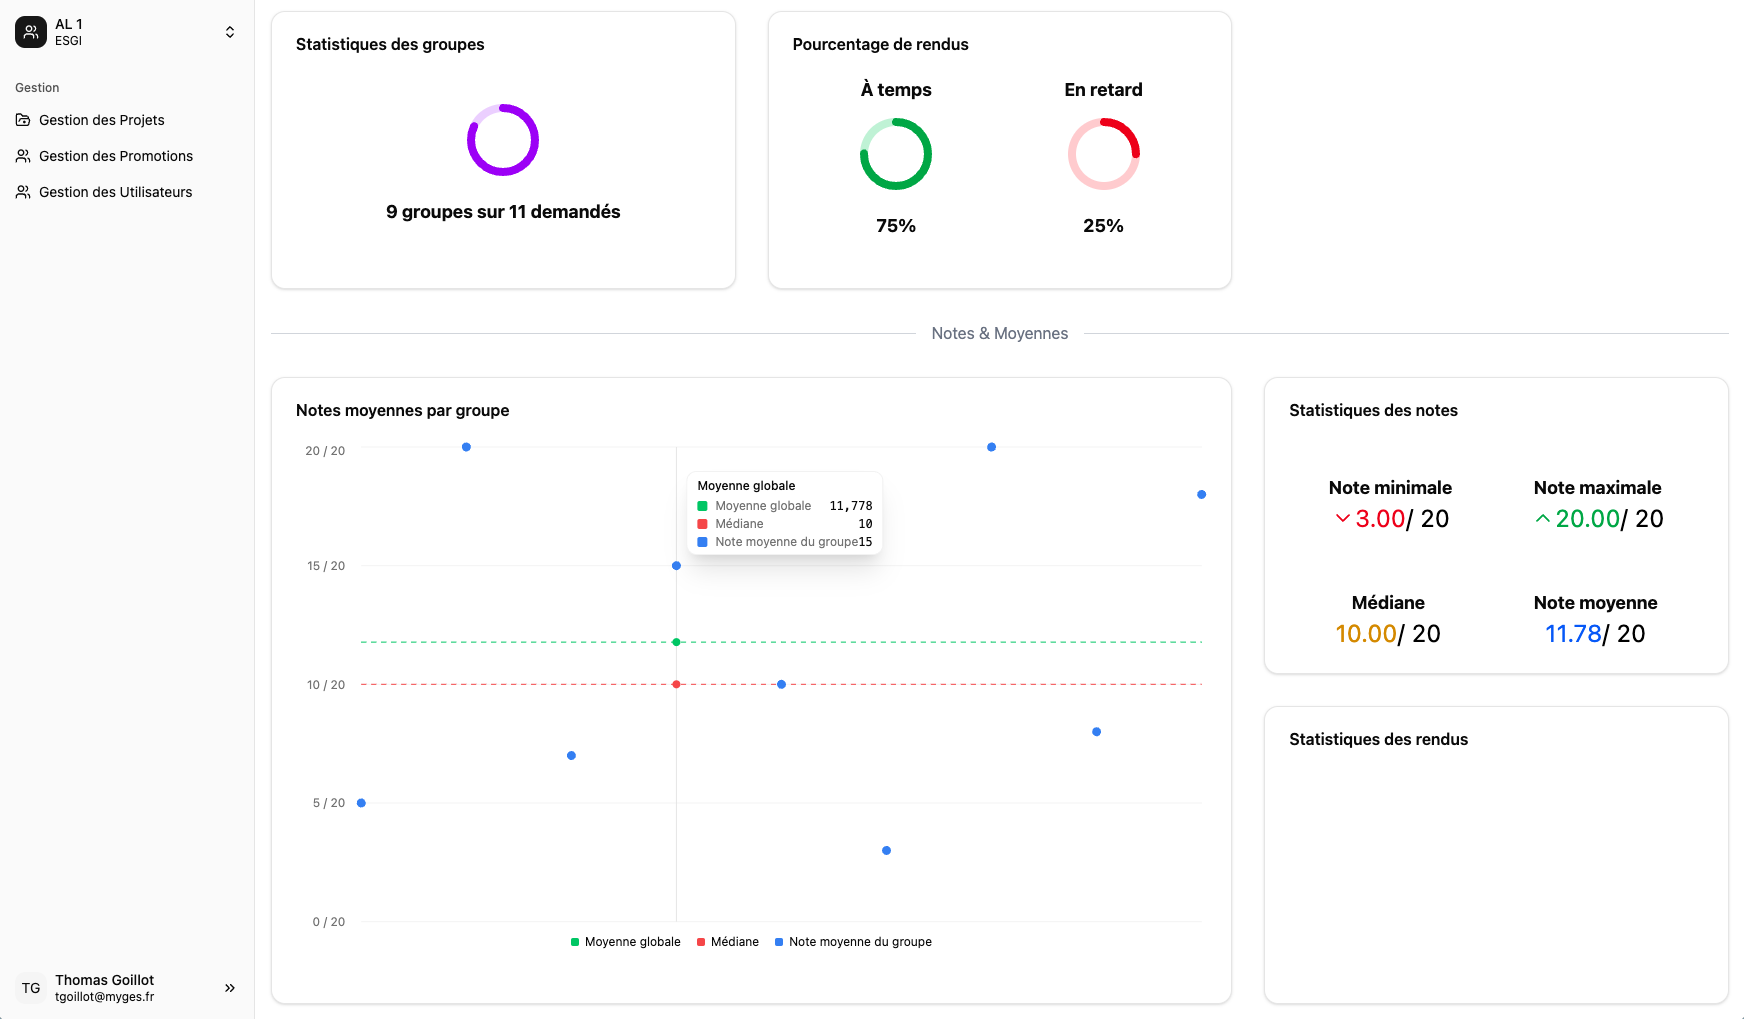 AL 1
ESGI
Gestion
Gestion des Projets
Gestion des Promotions
Gestion des Utilisateurs
TG
Thomas Goillot
tgoillot@myges.fr
Statistiques des groupes
9 groupes sur 11 demandés
Pourcentage de rendus
À temps
En retard
75%
25%
Notes & Moyennes
Notes moyennes par groupe
20 / 20
15 / 20
10 / 20
5 / 20
0 / 20
Moyenne globale
Moyenne globale 11,778
Médiane 10
Note moyenne du groupe15
Moyenne globale Médiane Note moyenne du groupe
Statistiques des notes
Note minimale
3.00/ 20
Note maximale
20.00/ 20
Médiane
10.00/ 20
Note moyenne
11.78/ 20
Statistiques des rendus